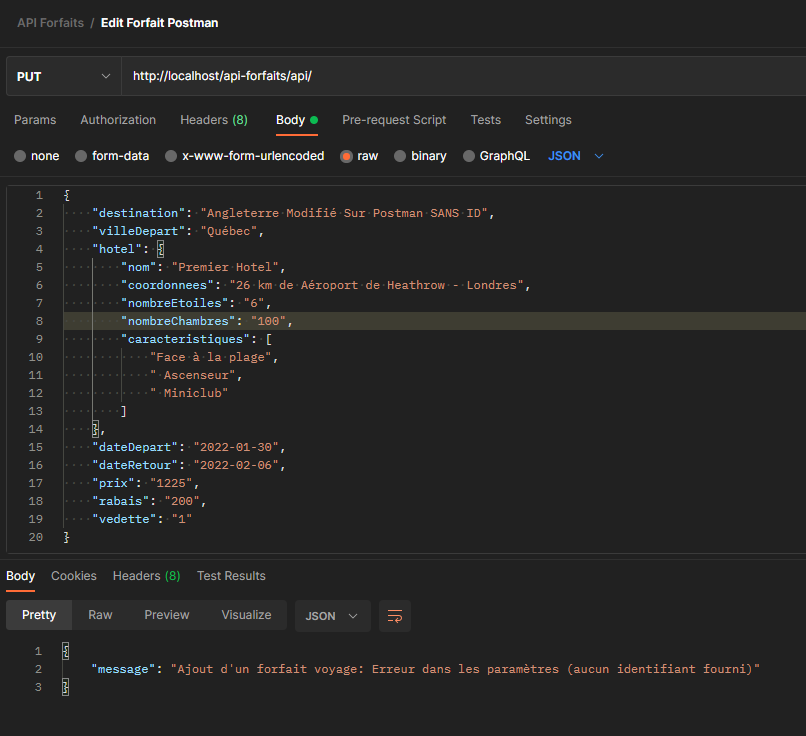 API Forfaits / Edit Forfait Postman
PUT http://localhost/api-forfaits/api/
Params Authorization Headers (8) Body Pre-request Script Tests Settings
none form-data x-www-form-urlencoded raw binary GraphQL JSON
1 {
2 "destination": "Angleterre Modifié Sur Postman SANS ID",
3 "villeDepart": "Québec",
4 "hotel": {
5 "nom": "Premier Hotel",
6 "coordonnees": "26 km de Aéroport de Heathrow - Londres",
7 "nombreEtoiles": "6",
8 "nombreChambres": "100",
9 "caracteristiques": [
10 "Face à la plage",
11 " Ascenseur",
12 " Miniclub"
13 ]
14 },
15 "dateDepart": "2022-01-30",
16 "dateRetour": "2022-02-06",
17 "prix": "1225",
18 "rabais": "200",
19 "vedette": "1"
20 }
Body Cookies Headers (8) Test Results
Pretty Raw Preview Visualize JSON
1 {
2 "message": "Ajout d'un forfait voyage: Erreur dans les paramètres (aucun identifiant fourni)"
3 }